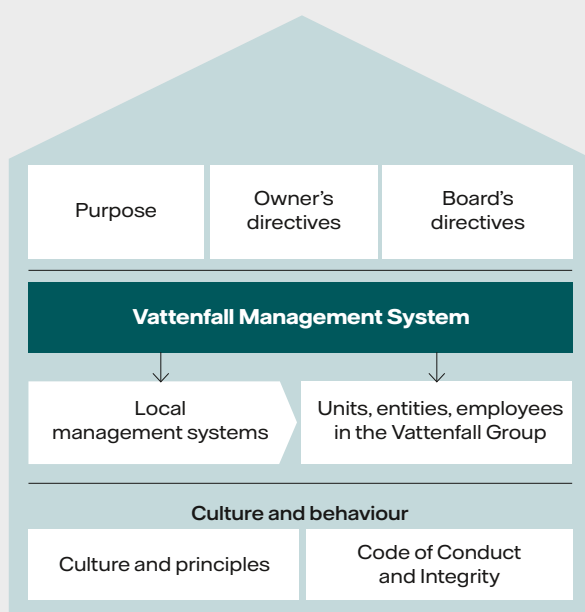 Purpose
Owner's
directives
Board's
directives
Vattenfall Management System
Local
management systems
Units, entities, employees
in the Vattenfall Group
Culture and behaviour
Culture and principles
Code of Conduct
and Integrity